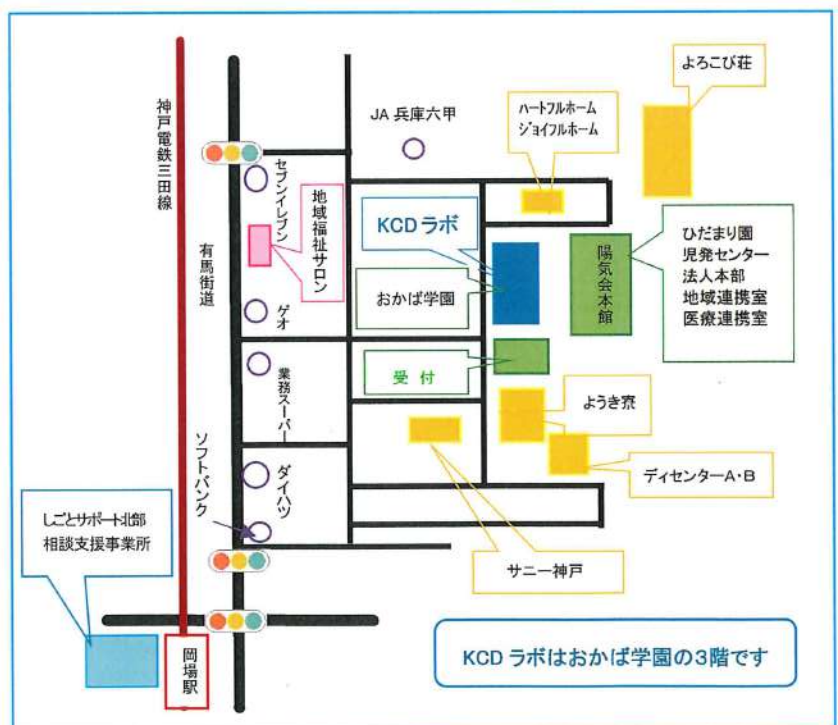 よろこび荘
神戸電鉄三田線
JA 兵庫六甲
ハートフルホーム
ジョイフルホーム
セブンイレブン
地域福祉サロン
有馬街道
KCD ラボ
おかば学園
陽気会本館
ひだまり園
児発センター
法人本部
地域連携室
医療連携室
ゲオ
受 付
業務スーパー
ようき寮
ソフトバンク
ダイハツ
ディセンターA・B
しごとサポート北部
相談支援事業所
サニー神戸
岡場駅
KCD ラボはおかば学園の3階です